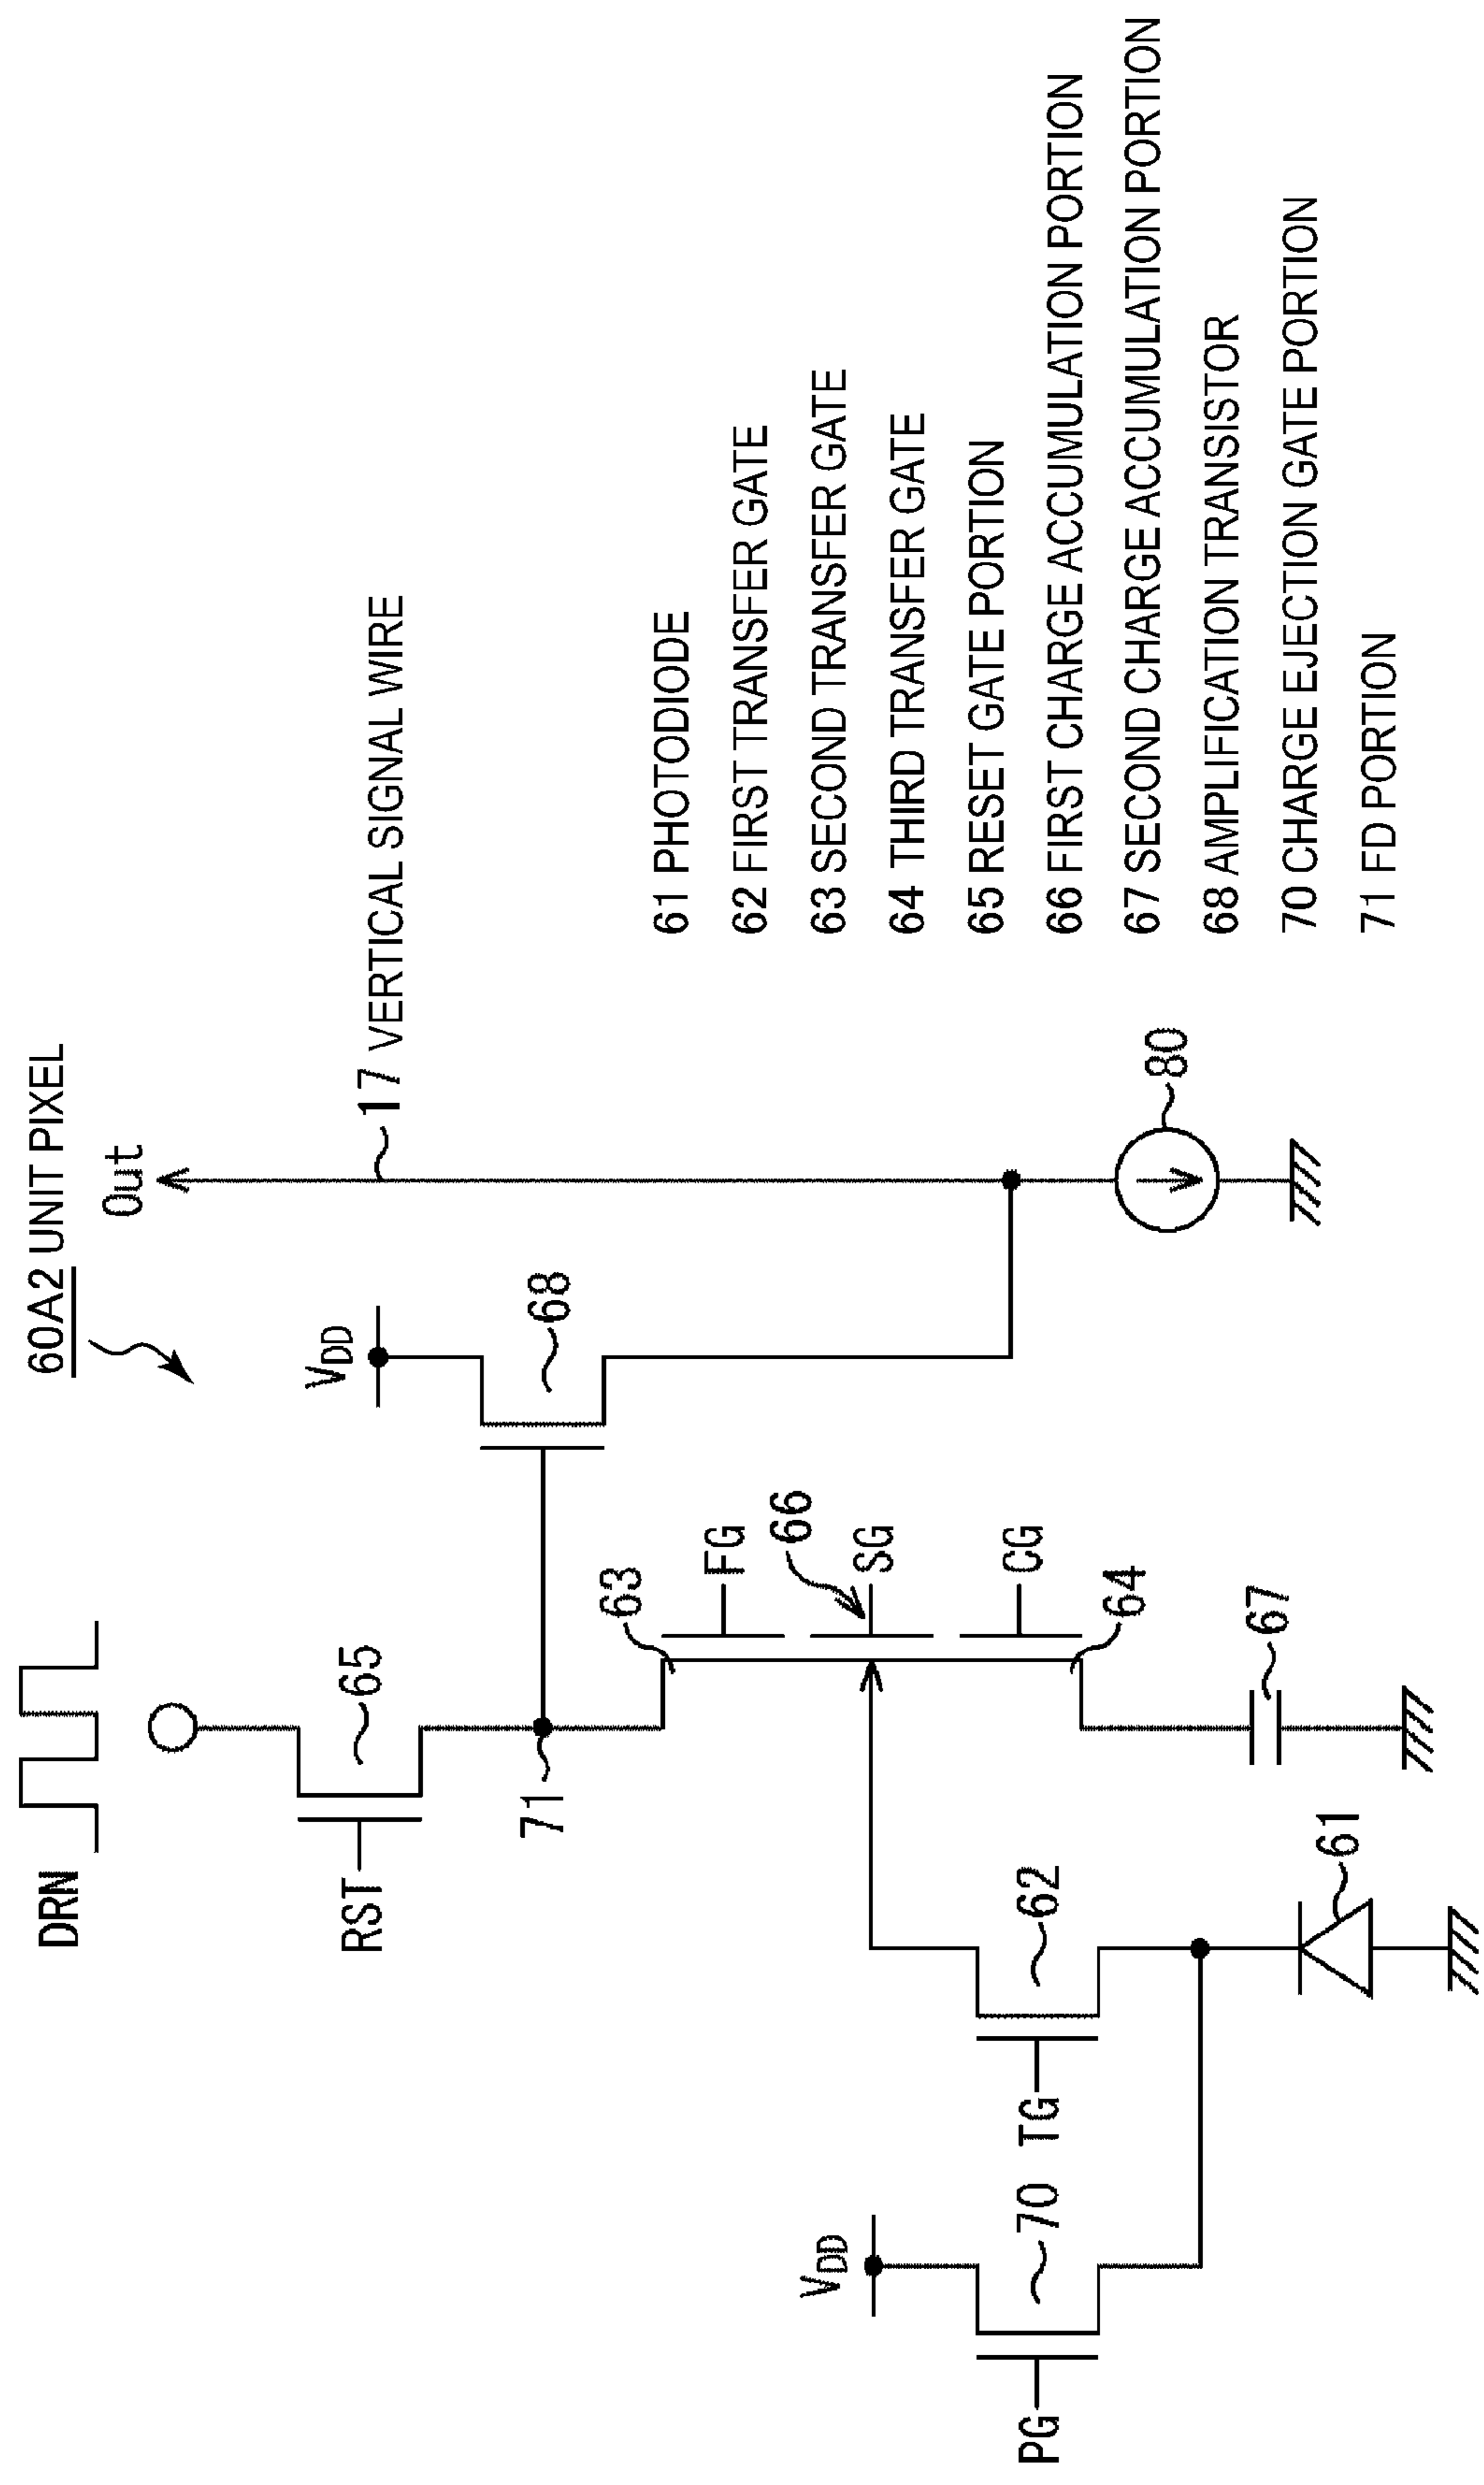 60A2 UNIT PIXEL
DRN
Out
VDD
RST
65
68
17 VERTICAL SIGNAL WIRE
71
63
FG
66
SG
CG
64
VDD
PG
70
TG
62
67
61
80
61 PHOTODIODE
62 FIRST TRANSFER GATE
63 SECOND TRANSFER GATE
64 THIRD TRANSFER GATE
65 RESET GATE PORTION
66 FIRST CHARGE ACCUMULATION PORTION
67 SECOND CHARGE ACCUMULATION PORTION
68 AMPLIFICATION TRANSISTOR
70 CHARGE EJECTION GATE PORTION
71 FD PORTION